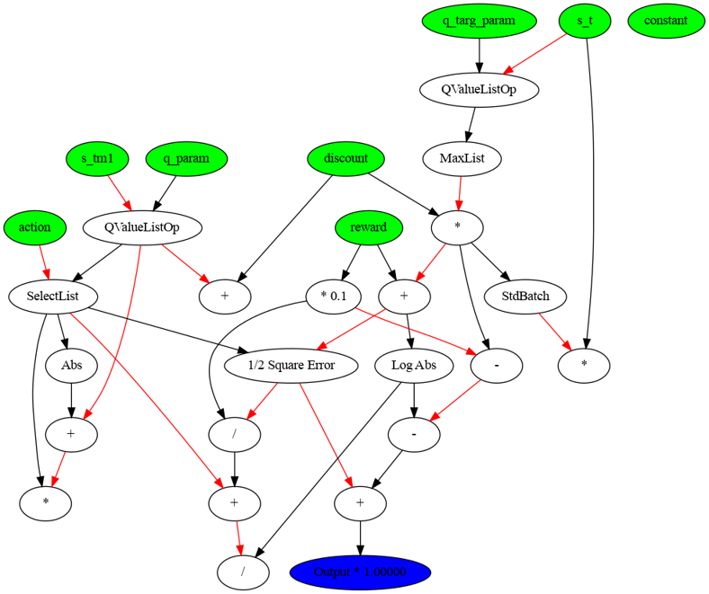 q_targ_param
s_t
constant
QValueListOp
s_tm1
q_param
discount
MaxList
action
QValueListOp
reward
*
SelectList
+
* 0.1
+
StdBatch
Abs
1/2 Square Error
Log Abs
-
*
+
/
-
*
+
+
/
Output * 1.00000